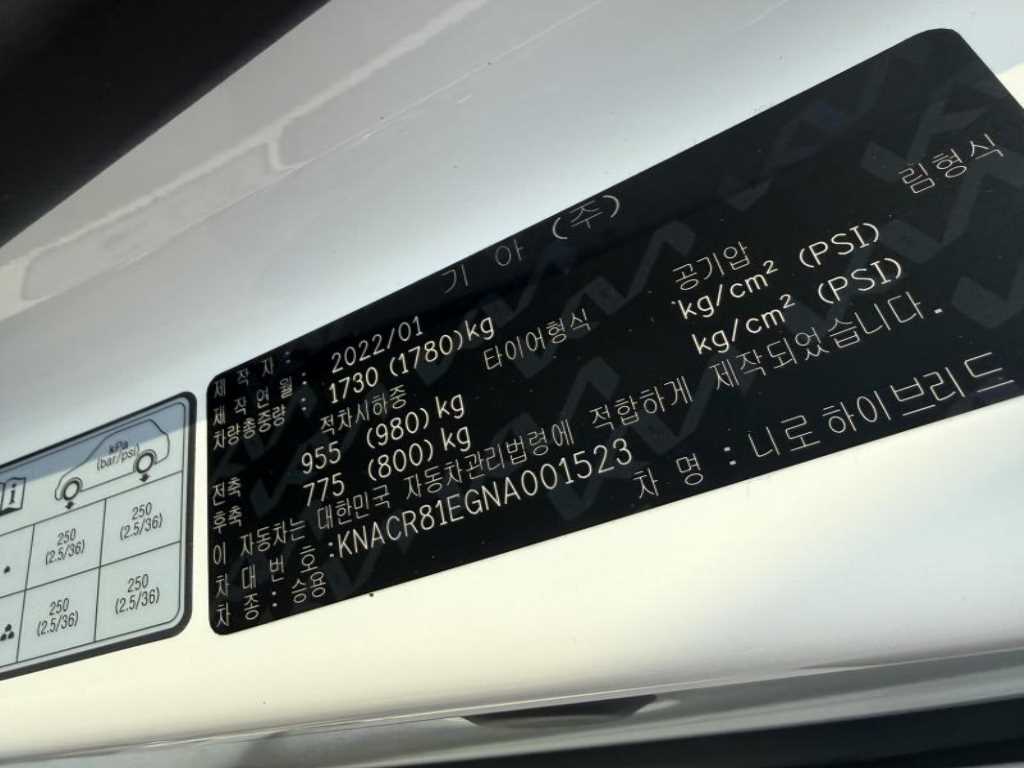 기 아 (주)
제 작 자 :
제 작 연 월 : 2022/01
차량총중량 : 1730 (1780)kg
적차시하중 타이어형식 공기압 림형식
전축 955 (980) kg kg/cm² (PSI)
후축 775 (800) kg kg/cm² (PSI)
이 자동차는 대한민국 자동차관리법령에 적합하게 제작되었습니다.
차 대 번 호 :KNACR81EGNA001523
차 종 : 승용 차 명 : 니로 하이브리드
kPa
(bar/psi)
250 250
(2.5/36) (2.5/36)
250 250
(2.5/36) (2.5/36)